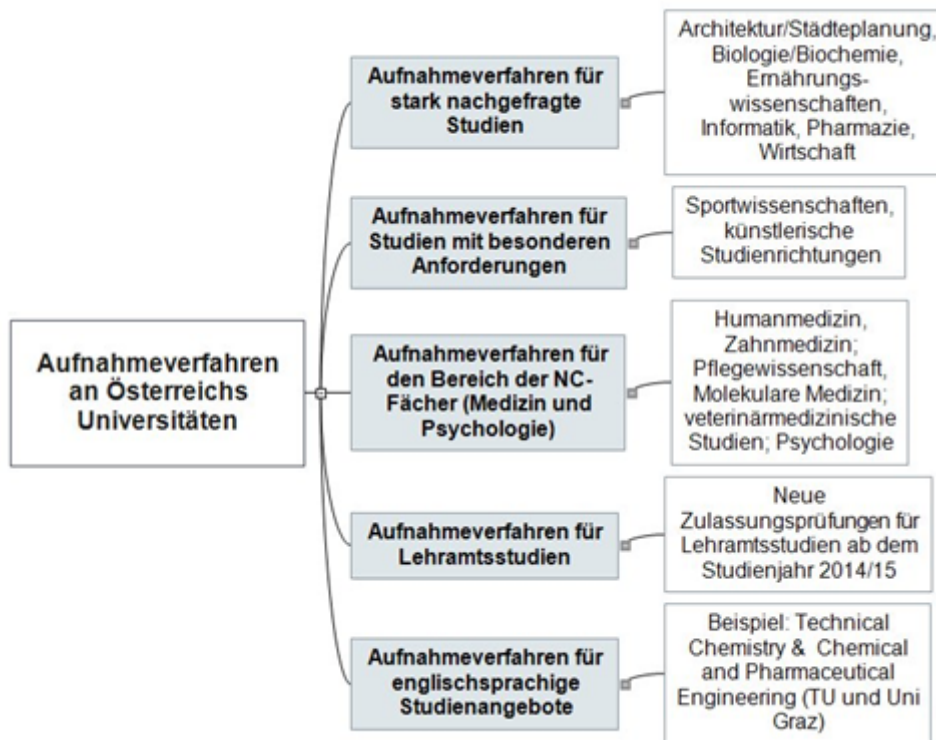 Aufnahmeverfahren
an Österreichs
Universitäten
Aufnahmeverfahren für
stark nachgefragte
Studien
Architektur/Städteplanung,
Biologie/Biochemie,
Ernährungs-
wissenschaften,
Informatik, Pharmazie,
Wirtschaft
Aufnahmeverfahren für
Studien mit besonderen
Anforderungen
Sportwissenschaften,
künstlerische
Studienrichtungen
Aufnahmeverfahren für
den Bereich der NC-
Fächer (Medizin und
Psychologie)
Humanmedizin,
Zahnmedizin;
Pflegewissenschaft,
Molekulare Medizin;
veterinärmedizinische
Studien; Psychologie
Aufnahmeverfahren für
Lehramtsstudien
Neue
Zulassungsprüfungen für
Lehramtsstudien ab dem
Studienjahr 2014/15
Aufnahmeverfahren für
englischsprachige
Studienangebote
Beispiel: Technical
Chemistry & Chemical
and Pharmaceutical
Engineering (TU und Uni
Graz)